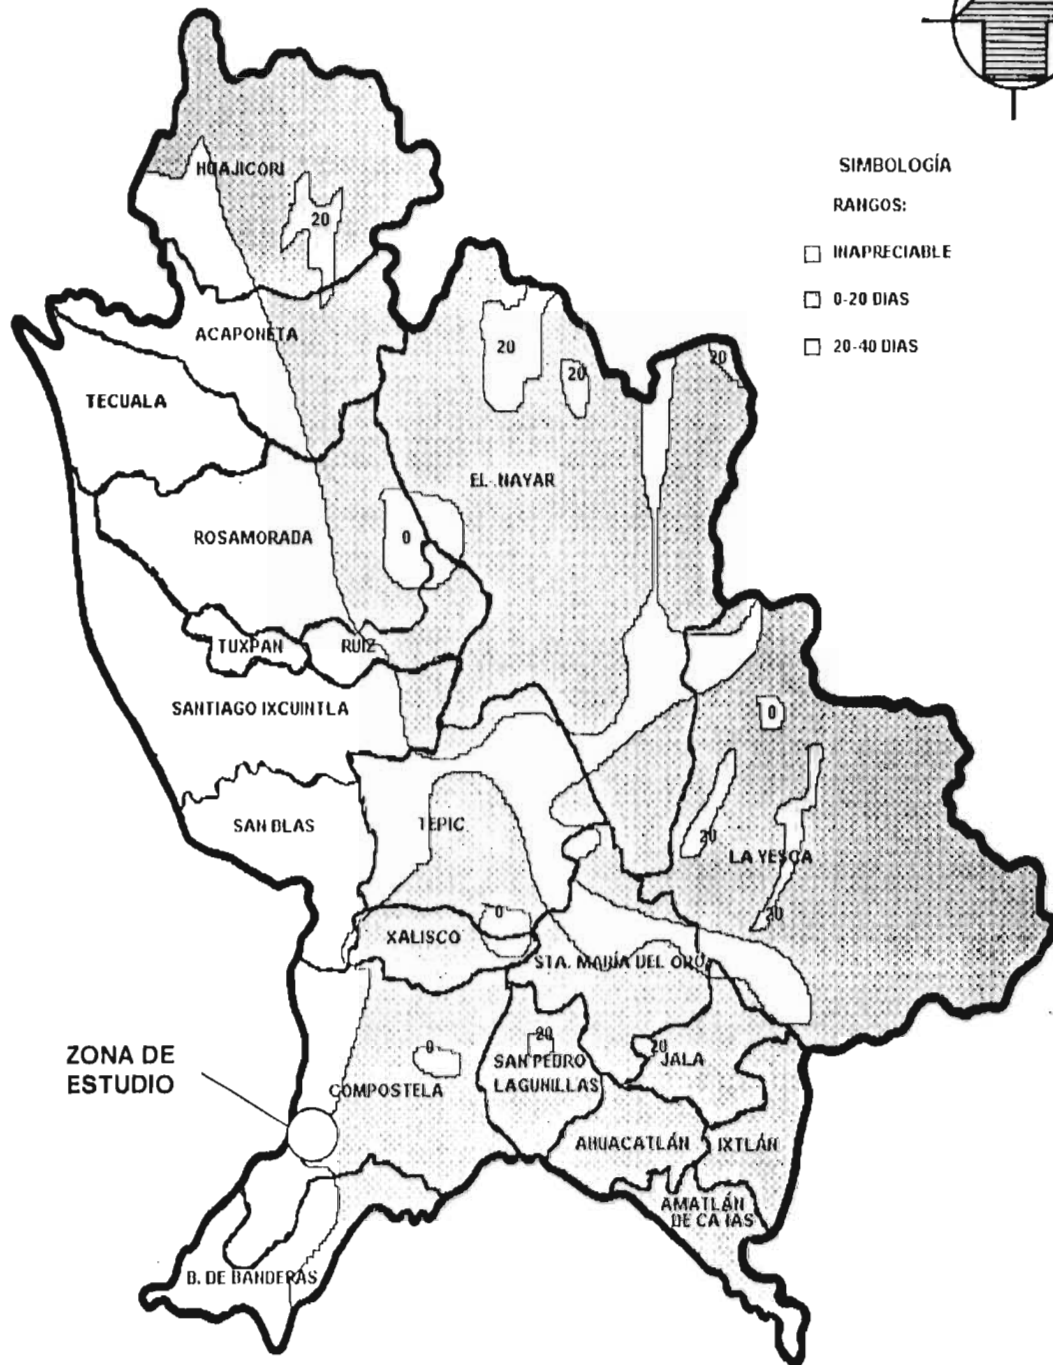 SIMBOLOGÍA
RANGOS:
INAPRECIABLE
0-20 DIAS
20-40 DIAS
HUAJICORI
20
ACAPONETA
20
20
20
TECUALA
EL NAYAR
ROSAMORADA
0
TUXPAN
RUIZ
SANTIAGO IXCUINTLA
0
SAN BLAS
TEPIC
20
LA YESCA
20
0
XALISCO
STA. MARÍA DEL ORO
0
20
20
JALA
SAN PEDRO
LAGUNILLAS
ZONA DE
ESTUDIO
COMPOSTELA
AHUACATLÁN
IXTLÁN
AMATLÁN
DE CAÑAS
B. DE BANDERAS